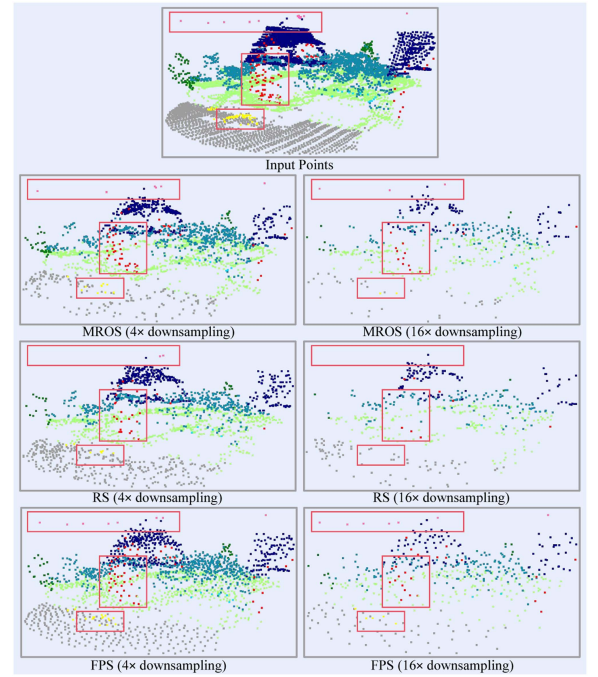 Input Points
MROS (4× downsampling)
MROS (16× downsampling)
RS (4× downsampling)
RS (16× downsampling)
FPS (4× downsampling)
FPS (16× downsampling)